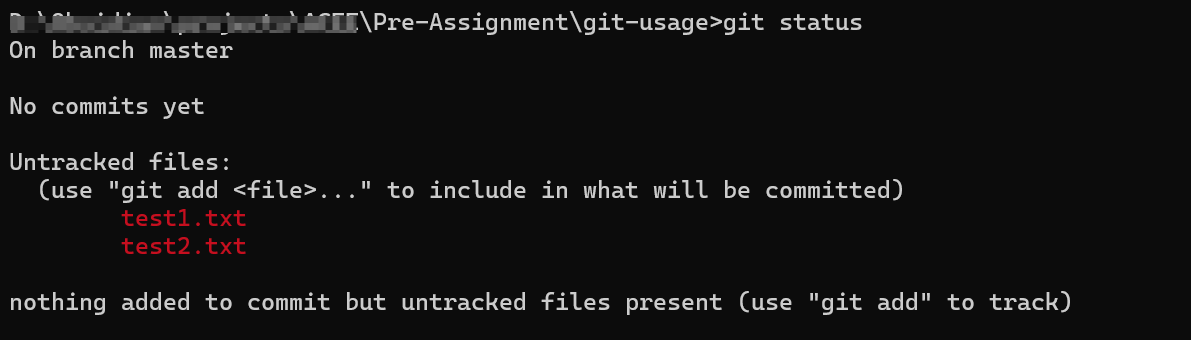 \Pre-Assignment\git-usage>git status
On branch master
No commits yet
Untracked files:
(use "git add <file>..." to include in what will be committed)
test1.txt
test2.txt
nothing added to commit but untracked files present (use "git add" to track)